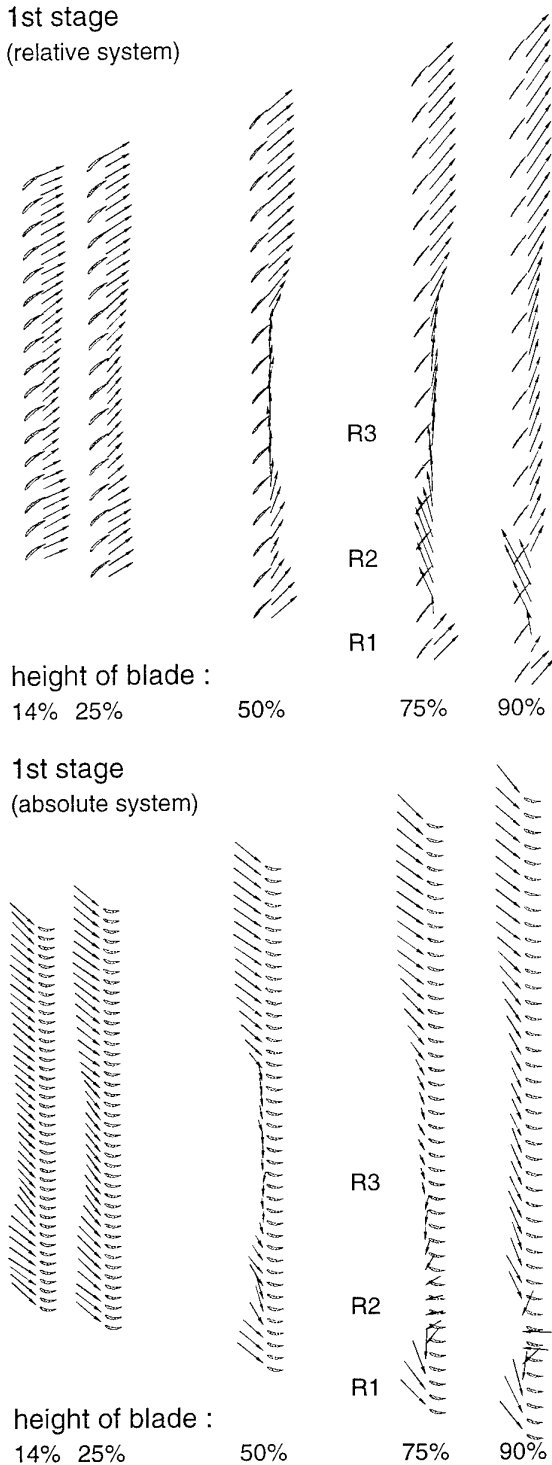 1st stage
(relative system)
R3
R2
R1
height of blade :
14% 25% 50% 75% 90%
1st stage
(absolute system)
R3
R2
R1
height of blade :
14% 25% 50% 75% 90%